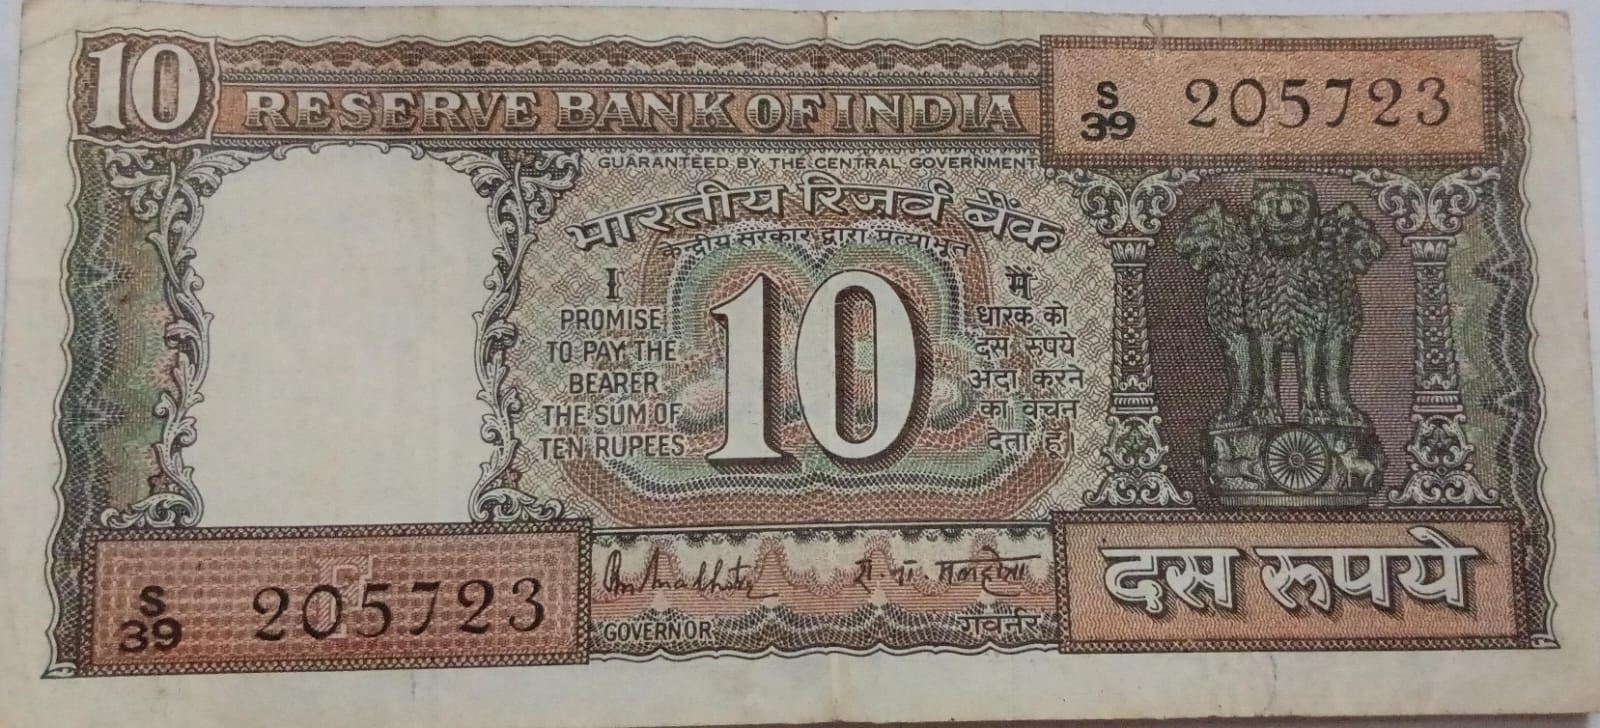 10
RESERVE BANK OF INDIA
S
39 205723
GUARANTEED BY THE CENTRAL GOVERNMENT
भारतीय रिज़र्व बैंक
केन्द्रीय सरकार द्वारा प्रत्याभूत
I
PROMISE
TO PAY THE
BEARER
THE SUM OF
TEN RUPEES
10
मैं
धारक को
दस रुपये
अदा करने
का वचन
देता हूँ।
S
39 205723
रा. ना. मल्होत्रा
GOVERNOR
गवर्नर
दस रूपये